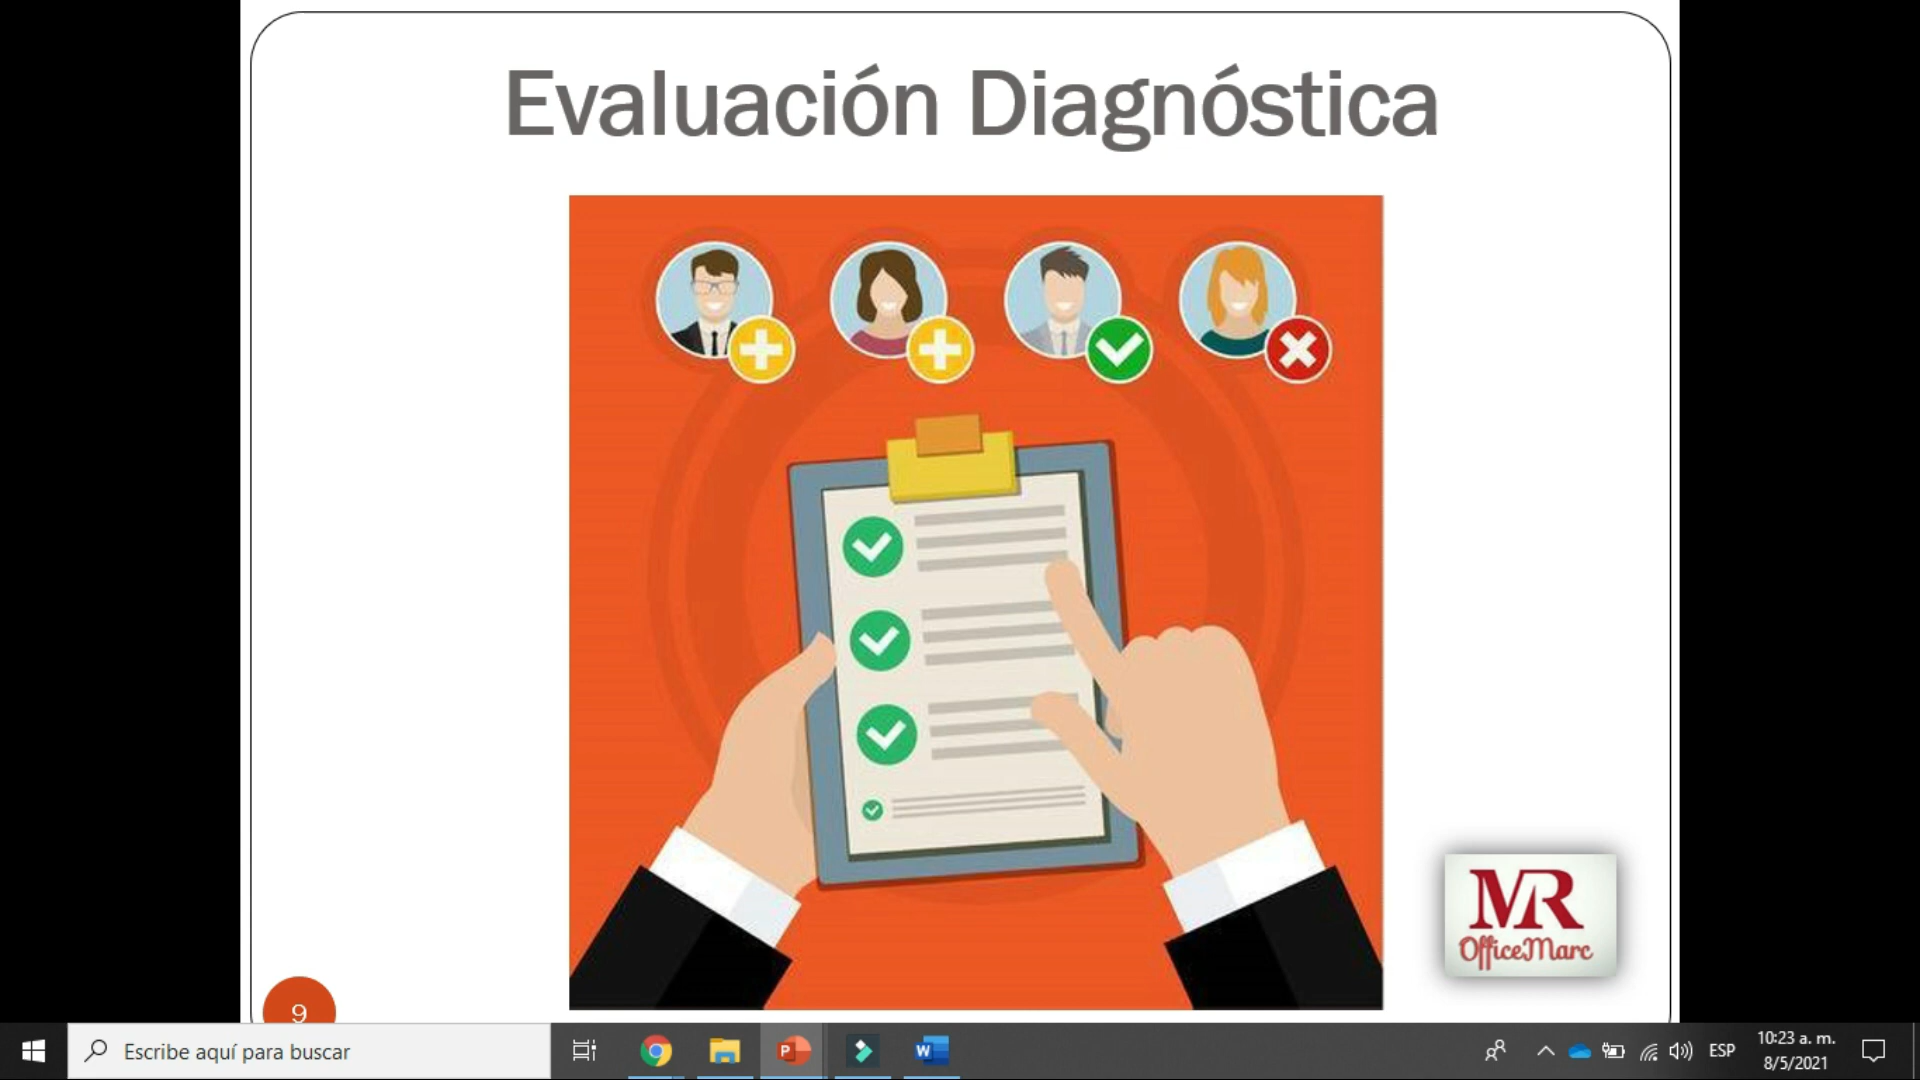 Evaluación Diagnóstica
MR
OfficeMarc
9
Escribe aquí para buscar
P
W
ESP
10:23 a. m.
8/5/2021